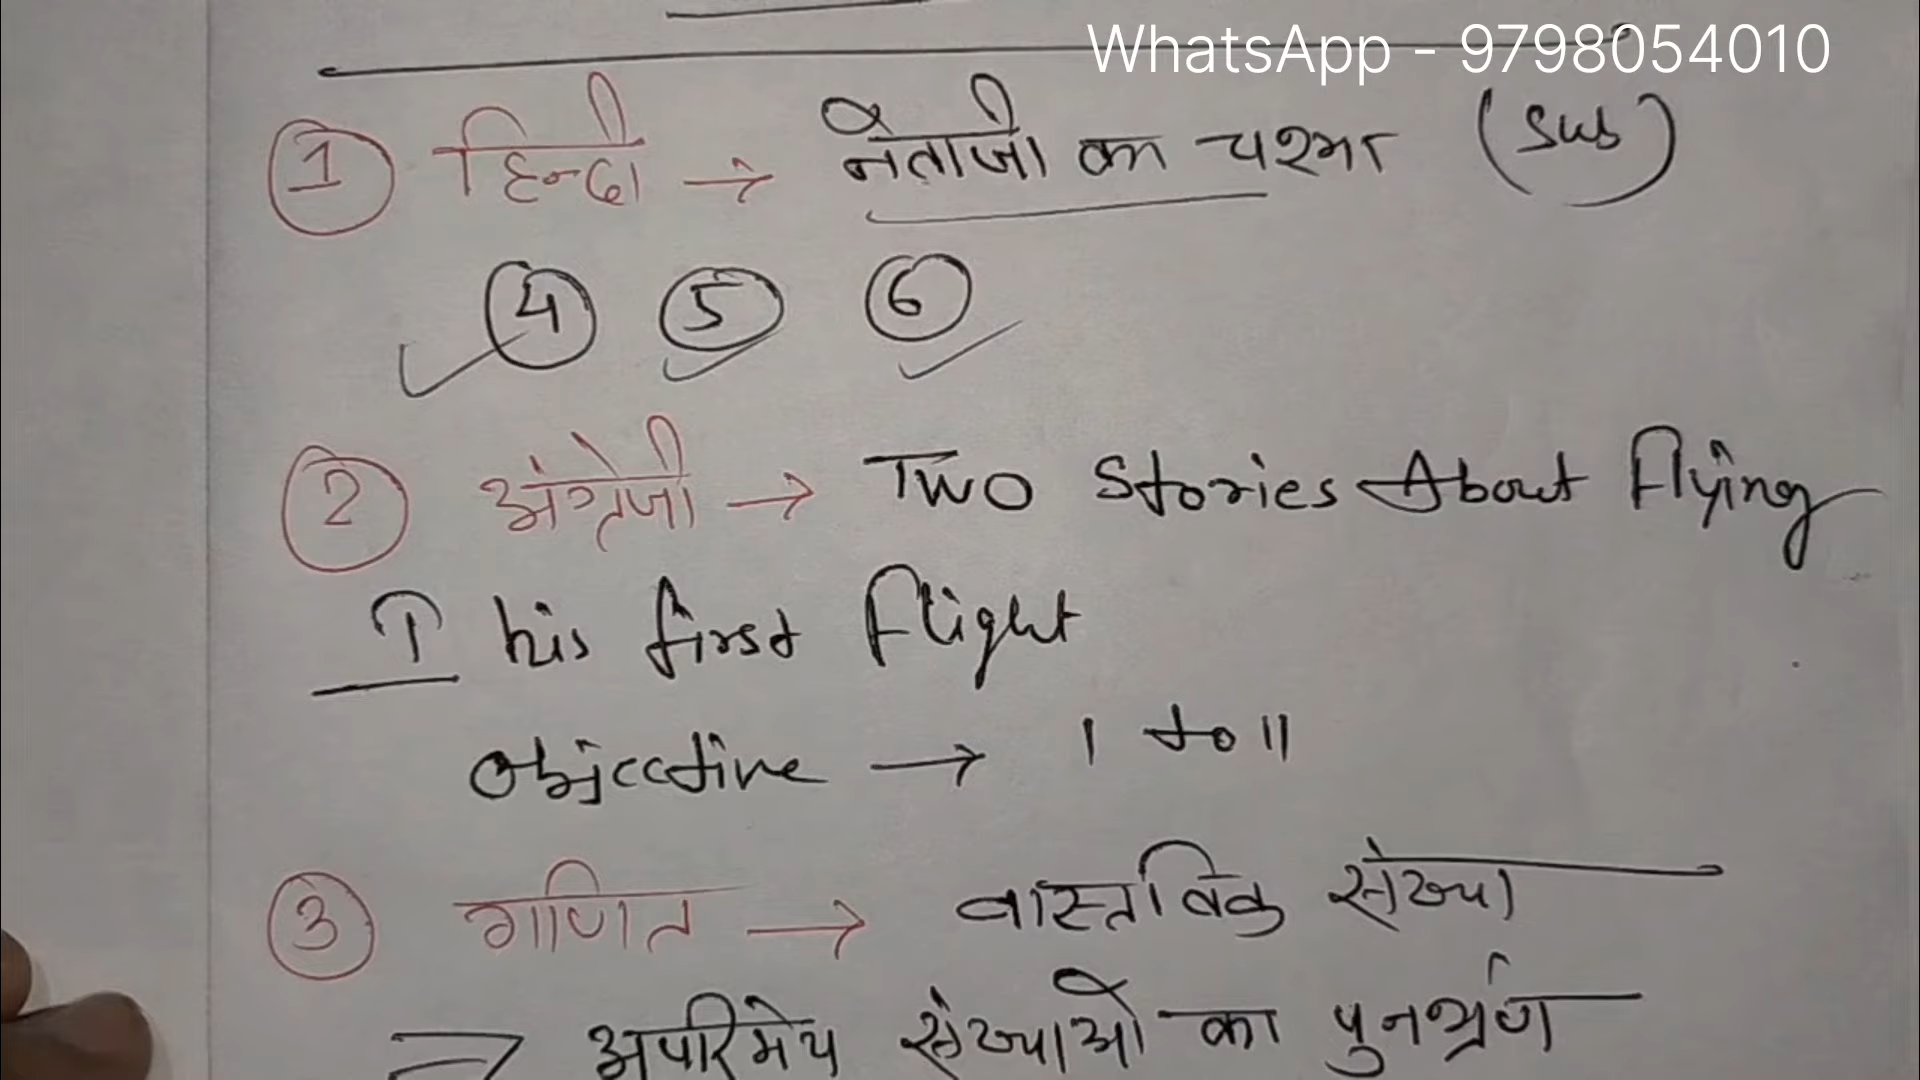 WhatsApp - 9798054010
① हिन्दी → नेताजी का चश्मा (Sub)
④ ⑤ ⑥
② अंग्रेजी → Two Stories About Flying
I his first Flight
objective → 1 to 11
③ गणित → वास्तविक संख्या
⇒ अपरिमेय संख्याओं का पुनर्भ्रमण